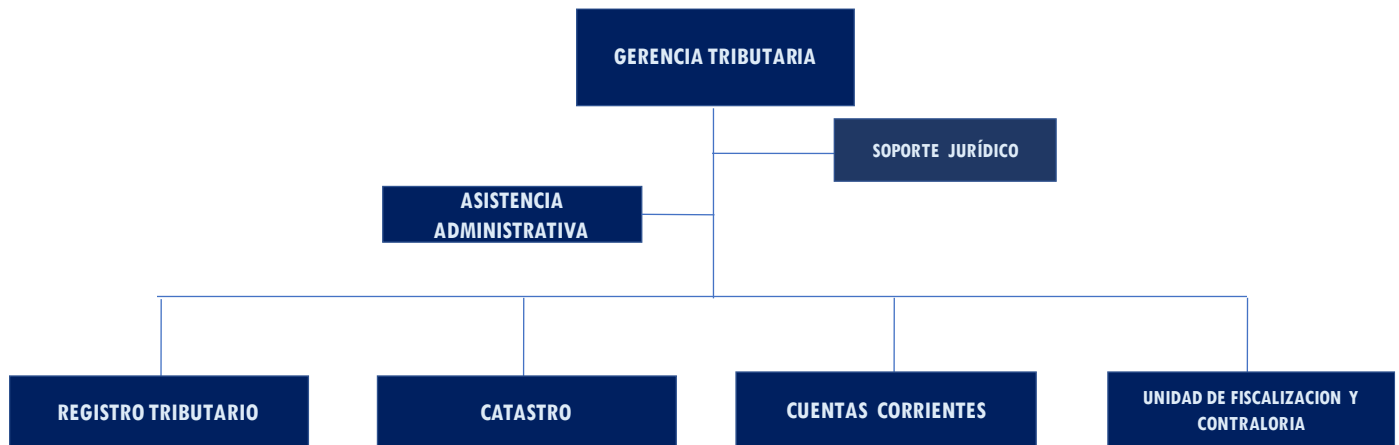 GERENCIA TRIBUTARIA
SOPORTE JURÍDICO
ASISTENCIA
ADMINISTRATIVA
REGISTRO TRIBUTARIO
CATASTRO
CUENTAS CORRIENTES
UNIDAD DE FISCALIZACION Y
CONTRALORIA